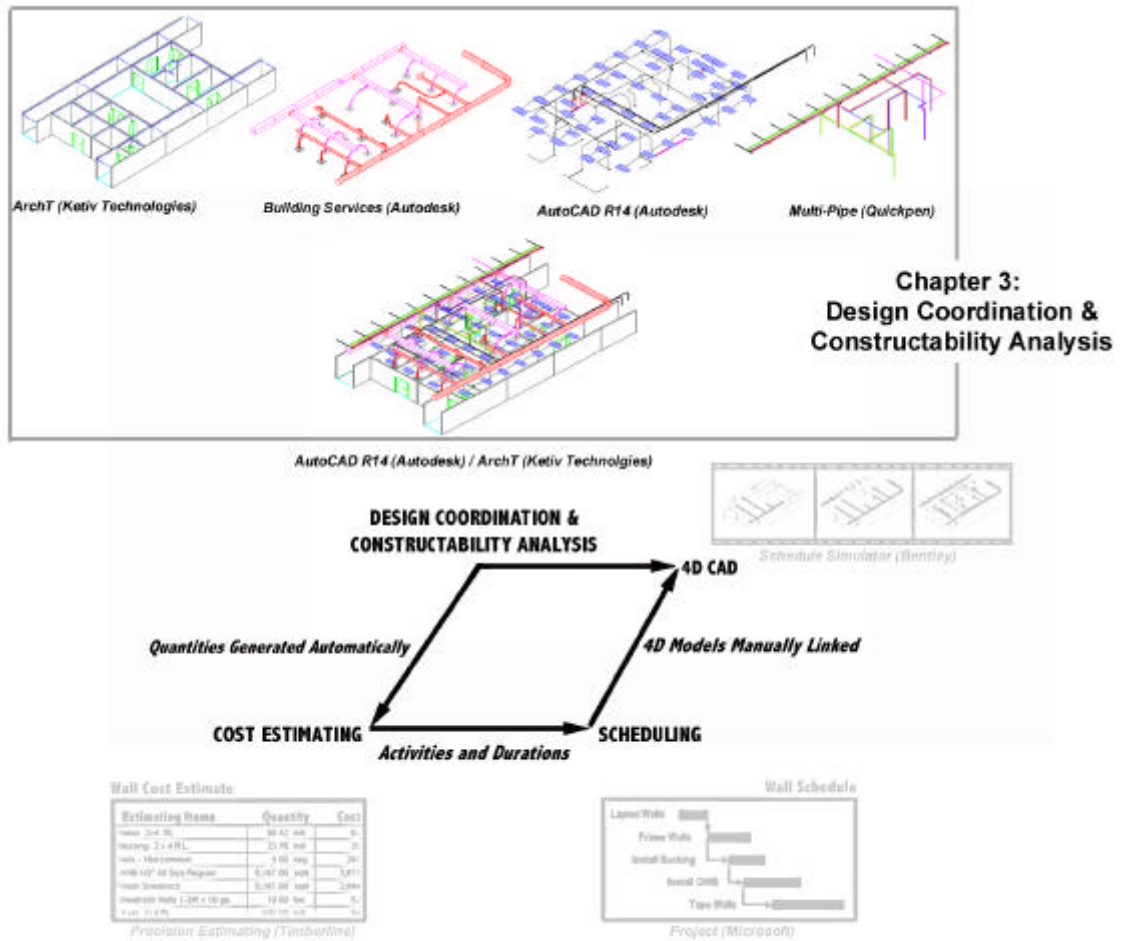 ArchT (Ketiv Technologies)
Building Services (Autodesk)
AutoCAD R14 (Autodesk)
Multi-Pipe (Quickpen)
Chapter 3:
Design Coordination &
Constructability Analysis
AutoCAD R14 (Autodesk) / ArchT (Ketiv Technolgies)
Schedule Simulator (Bentley)
DESIGN COORDINATION &
CONSTRUCTABILITY ANALYSIS
4D CAD
Quantities Generated Automatically
4D Models Manually Linked
COST ESTIMATING
SCHEDULING
Activities and Durations
Wall Cost Estimate
Estimating Items Quantity Cost
Wall Schedule
Layout Walls
Frame Walls
Install
Install
Tape Walls
Precision Estimating (Timberline)
Project (Microsoft)